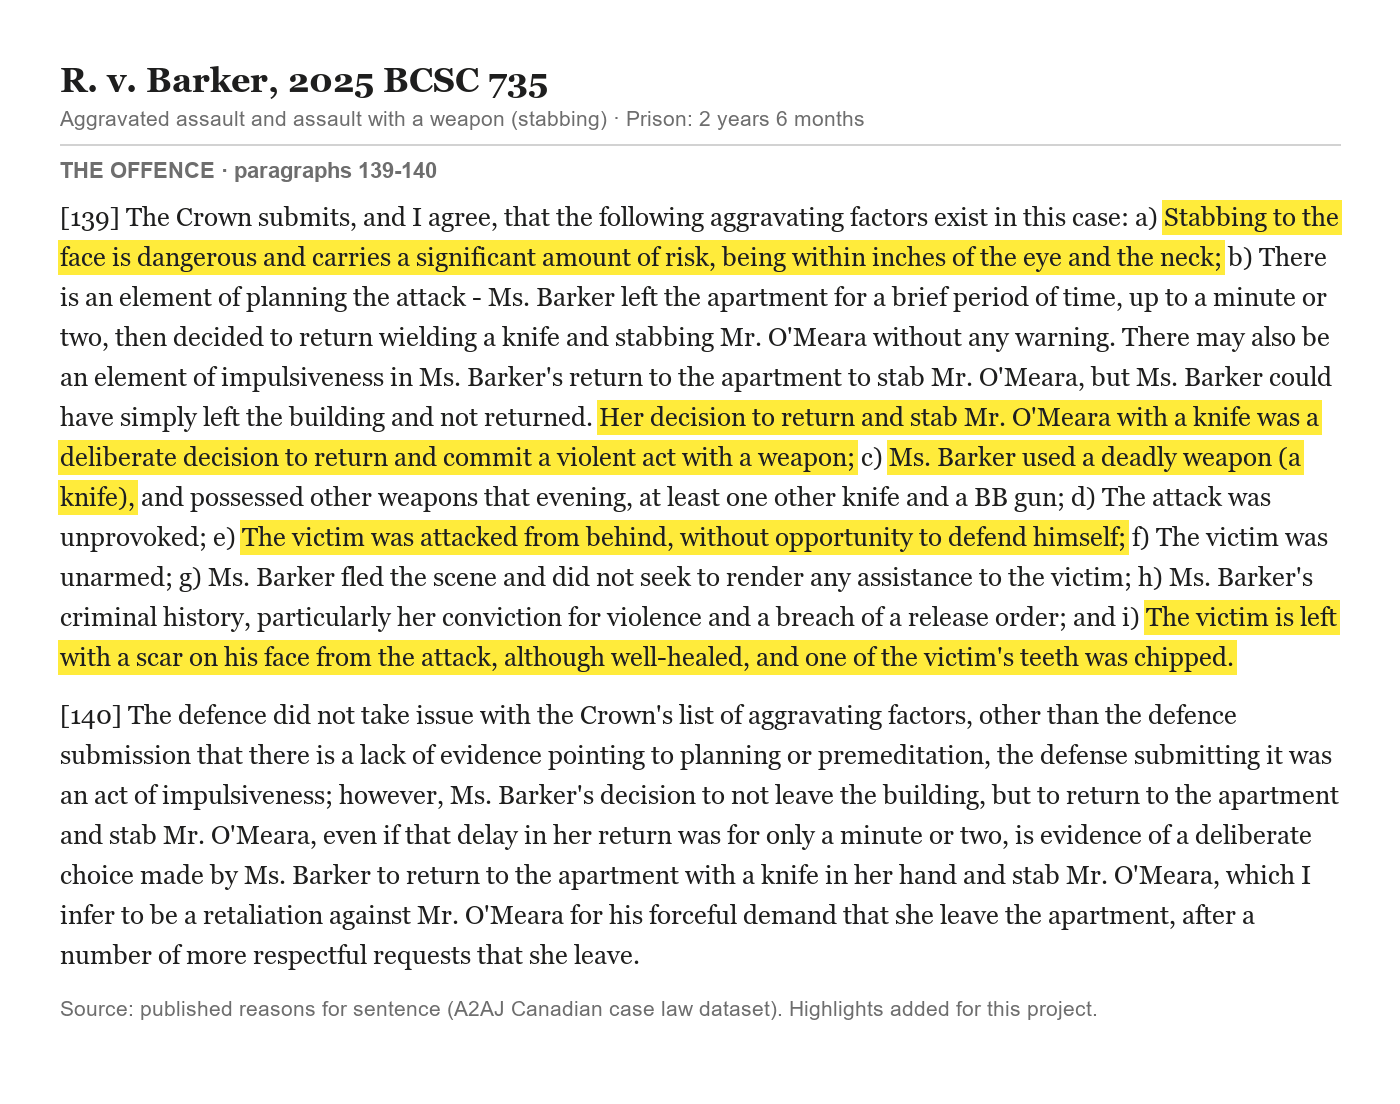 R. v. Barker, 2025 BCSC 735
Aggravated assault and assault with a weapon (stabbing) · Prison: 2 years 6 months
THE OFFENCE · paragraphs 139-140
[139] The Crown submits, and I agree, that the following aggravating factors exist in this case: a) Stabbing to the
face is dangerous and carries a significant amount of risk, being within inches of the eye and the neck; b) There
is an element of planning the attack - Ms. Barker left the apartment for a brief period of time, up to a minute or
two, then decided to return wielding a knife and stabbing Mr. O'Meara without any warning. There may also be
an element of impulsiveness in Ms. Barker's return to the apartment to stab Mr. O'Meara, but Ms. Barker could
have simply left the building and not returned. Her decision to return and stab Mr. O'Meara with a knife was a
deliberate decision to return and commit a violent act with a weapon; c) Ms. Barker used a deadly weapon (a
knife), and possessed other weapons that evening, at least one other knife and a BB gun; d) The attack was
unprovoked; e) The victim was attacked from behind, without opportunity to defend himself; f) The victim was
unarmed; g) Ms. Barker fled the scene and did not seek to render any assistance to the victim; h) Ms. Barker's
criminal history, particularly her conviction for violence and a breach of a release order; and i) The victim is left
with a scar on his face from the attack, although well-healed, and one of the victim's teeth was chipped.
[140] The defence did not take issue with the Crown's list of aggravating factors, other than the defence
submission that there is a lack of evidence pointing to planning or premeditation, the defense submitting it was
an act of impulsiveness; however, Ms. Barker's decision to not leave the building, but to return to the apartment
and stab Mr. O'Meara, even if that delay in her return was for only a minute or two, is evidence of a deliberate
choice made by Ms. Barker to return to the apartment with a knife in her hand and stab Mr. O'Meara, which I
infer to be a retaliation against Mr. O'Meara for his forceful demand that she leave the apartment, after a
number of more respectful requests that she leave.
Source: published reasons for sentence (A2AJ Canadian case law dataset). Highlights added for this project.